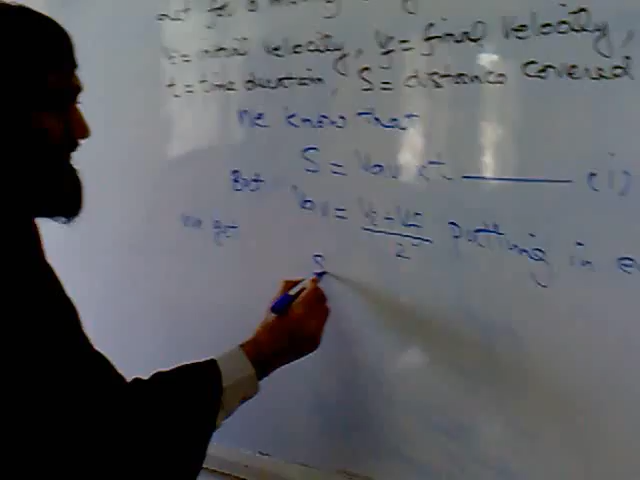 Vi = initial velocity, Vf = final velocity,
t = time duration, S = distance covered
We know that
S = Vav x t ——— (i)
But Vav = Vf - Vi / 2 putting in e
We get
S